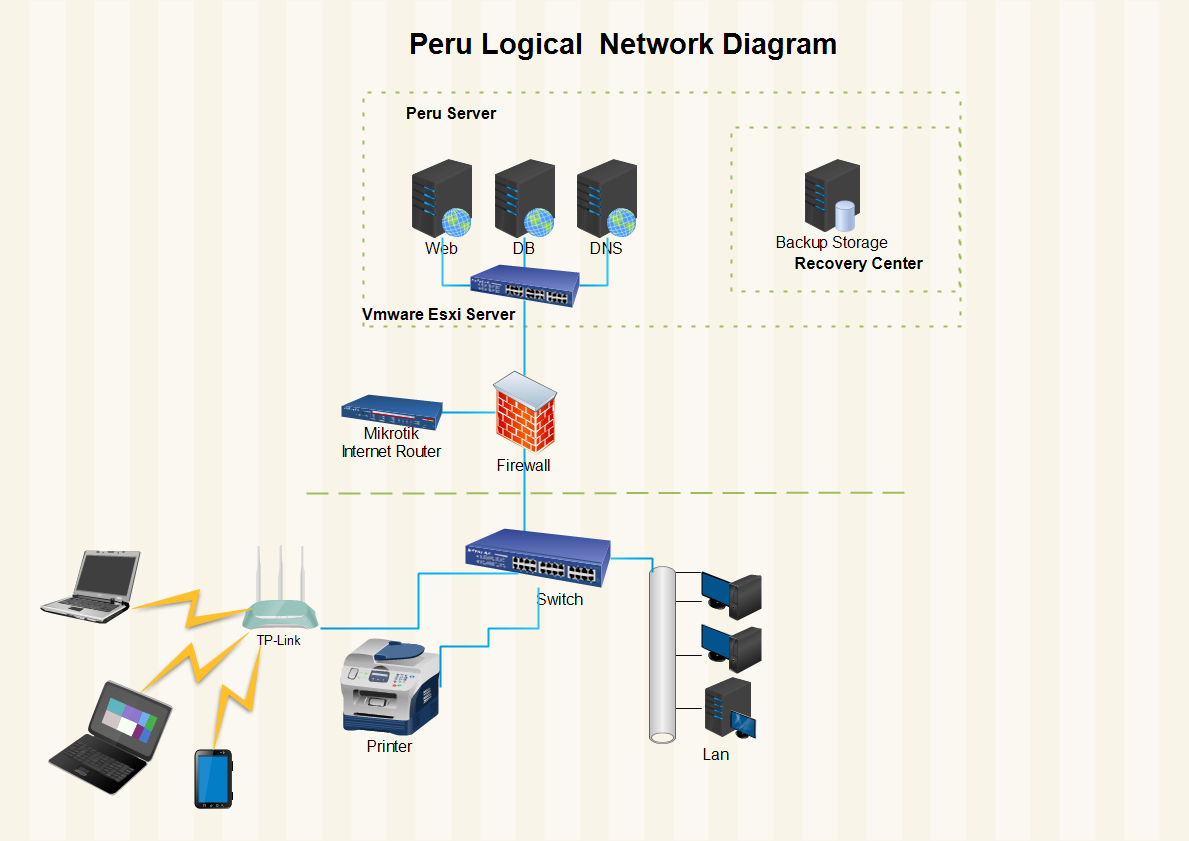 Peru Logical  Network Diagram
Peru Server
Web
DB
DNS
Backup Storage
Recovery Center
Vmware Esxi Server
Mikrotik
Internet Router
Firewall
Switch
TP-Link
Printer
Lan